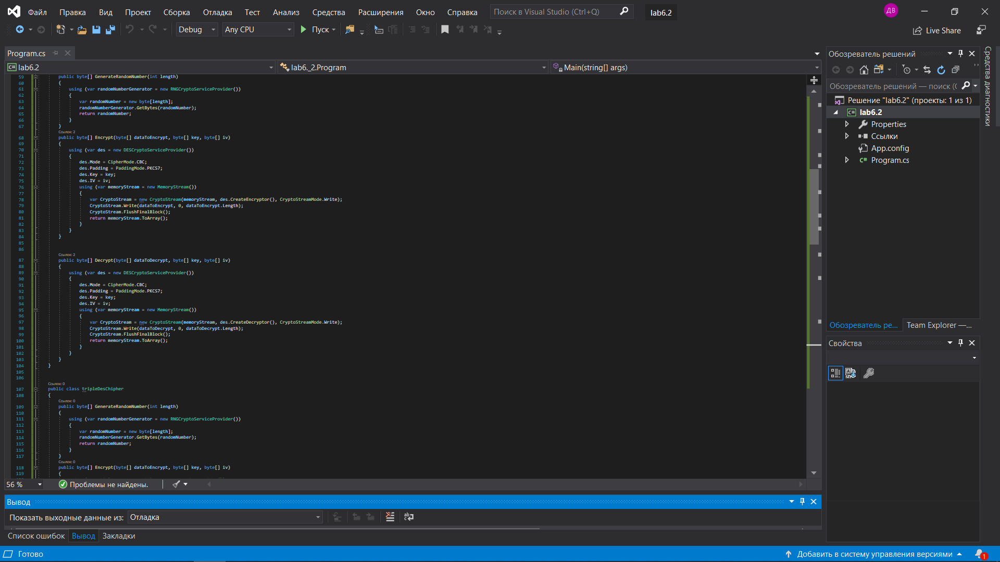 Файл Правка Вид Проект Сборка Отладка Тест Анализ Средства Расширения Окно Справка Поиск в Visual Studio (Ctrl+Q) lab6.2 ДВ
Debug Any CPU Пуск Live Share
Program.cs
lab6.2 lab6._2.Program Main(string[] args)
59 public byte[] GenerateRandomNumber(int length)
60 {
61 using (var randomNumberGenerator = new RNGCryptoServiceProvider())
62 {
63 var randomNumber = new byte[length];
64 randomNumberGenerator.GetBytes(randomNumber);
65 return randomNumber;
66 }
67 }
Ссылок: 2
68 public byte[] Encrypt(byte[] dataToEncrypt, byte[] key, byte[] iv)
69 {
70 using (var des = new DESCryptoServiceProvider())
71 {
72 des.Mode = CipherMode.CBC;
73 des.Padding = PaddingMode.PKCS7;
74 des.Key = key;
75 des.IV = iv;
76 using (var memoryStream = new MemoryStream())
77 {
78 var CryptoStream = new CryptoStream(memoryStream, des.CreateEncryptor(), CryptoStreamMode.Write);
79 CryptoStream.Write(dataToEncrypt, 0, dataToEncrypt.Length);
80 CryptoStream.FlushFinalBlock();
81 return memoryStream.ToArray();
82 }
83 }
84 }
85
86
Ссылок: 2
87 public byte[] Decrypt(byte[] dataToDecrypt, byte[] key, byte[] iv)
88 {
89 using (var des = new DESCryptoServiceProvider())
90 {
91 des.Mode = CipherMode.CBC;
92 des.Padding = PaddingMode.PKCS7;
93 des.Key = key;
94 des.IV = iv;
95 using (var memoryStream = new MemoryStream())
96 {
97 var CryptoStream = new CryptoStream(memoryStream, des.CreateDecryptor(), CryptoStreamMode.Write);
98 CryptoStream.Write(dataToDecrypt, 0, dataToDecrypt.Length);
99 CryptoStream.FlushFinalBlock();
100 return memoryStream.ToArray();
101 }
102 }
103 }
104 }
105
106
Ссылок: 0
107 public class tripleDesChipher
108 {
Ссылок: 0
109 public byte[] GenerateRandomNumber(int length)
110 {
111 using (var randomNumberGenerator = new RNGCryptoServiceProvider())
112 {
113 var randomNumber = new byte[length];
114 randomNumberGenerator.GetBytes(randomNumber);
115 return randomNumber;
116 }
117 }
Ссылок: 0
118 public byte[] Encrypt(byte[] dataToEncrypt, byte[] key, byte[] iv)
119 {
56 % Проблемы не найдены.
Вывод
Показать выходные данные из: Отладка
Список ошибок Вывод Закладки
Готово Добавить в систему управления версиями 1
Обозреватель решений
Обозреватель решений — поиск (
Решение "lab6.2" (проекты: 1 из 1)
lab6.2
Properties
Ссылки
App.config
Program.cs
Обозреватель ре... Team Explorer —...
Свойства
Средства диагностики